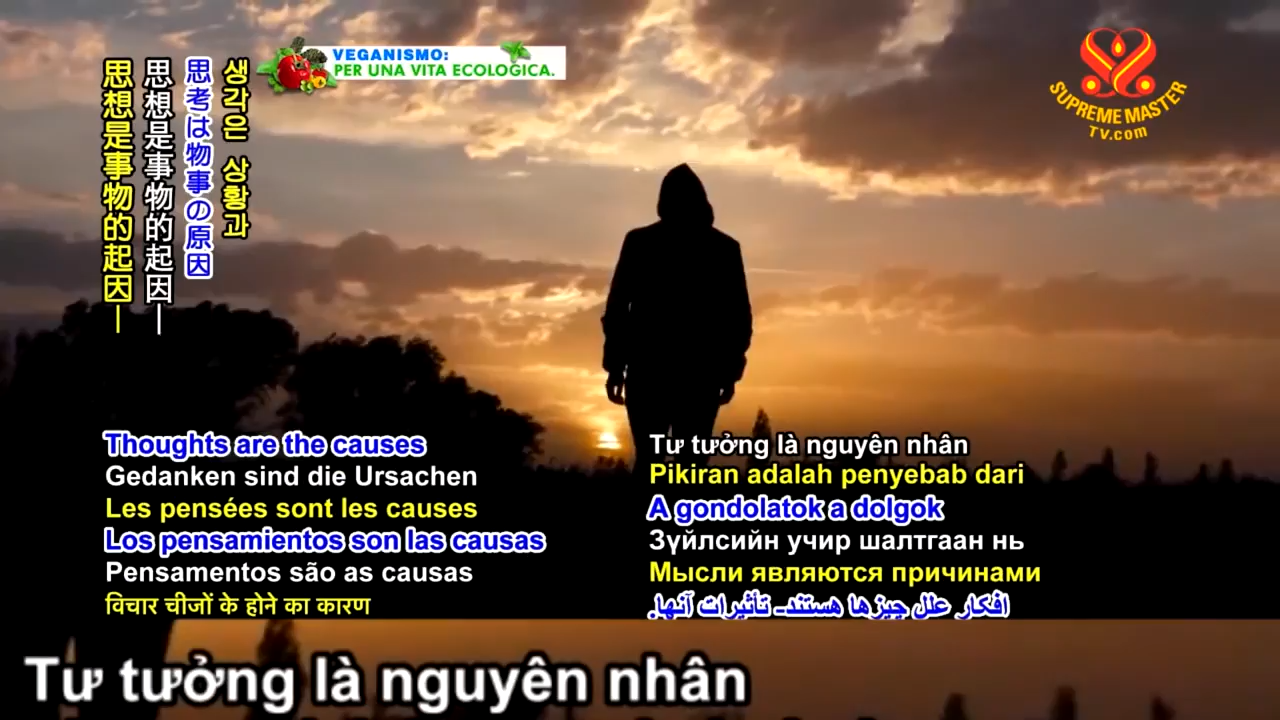 VEGANISMO:
PER UNA VITA ECOLOGICA.
SUPREME MASTER
TV.com
생각은 상황과
思考は物事の原因
思想是事物的起因—
思想是事物的起因—
Thoughts are the causes
Gedanken sind die Ursachen
Les pensées sont les causes
Los pensamientos son las causas
Pensamentos são as causas
विचार चीजों के होने का कारण
Tư tưởng là nguyên nhân
Pikiran adalah penyebab dari
A gondolatok a dolgok
Зүйлсийн учир шалтгаан нь
Мысли являются причинами
افکار علل چیزها هستند- تأثیرات آنها.
Tư tưởng là nguyên nhân